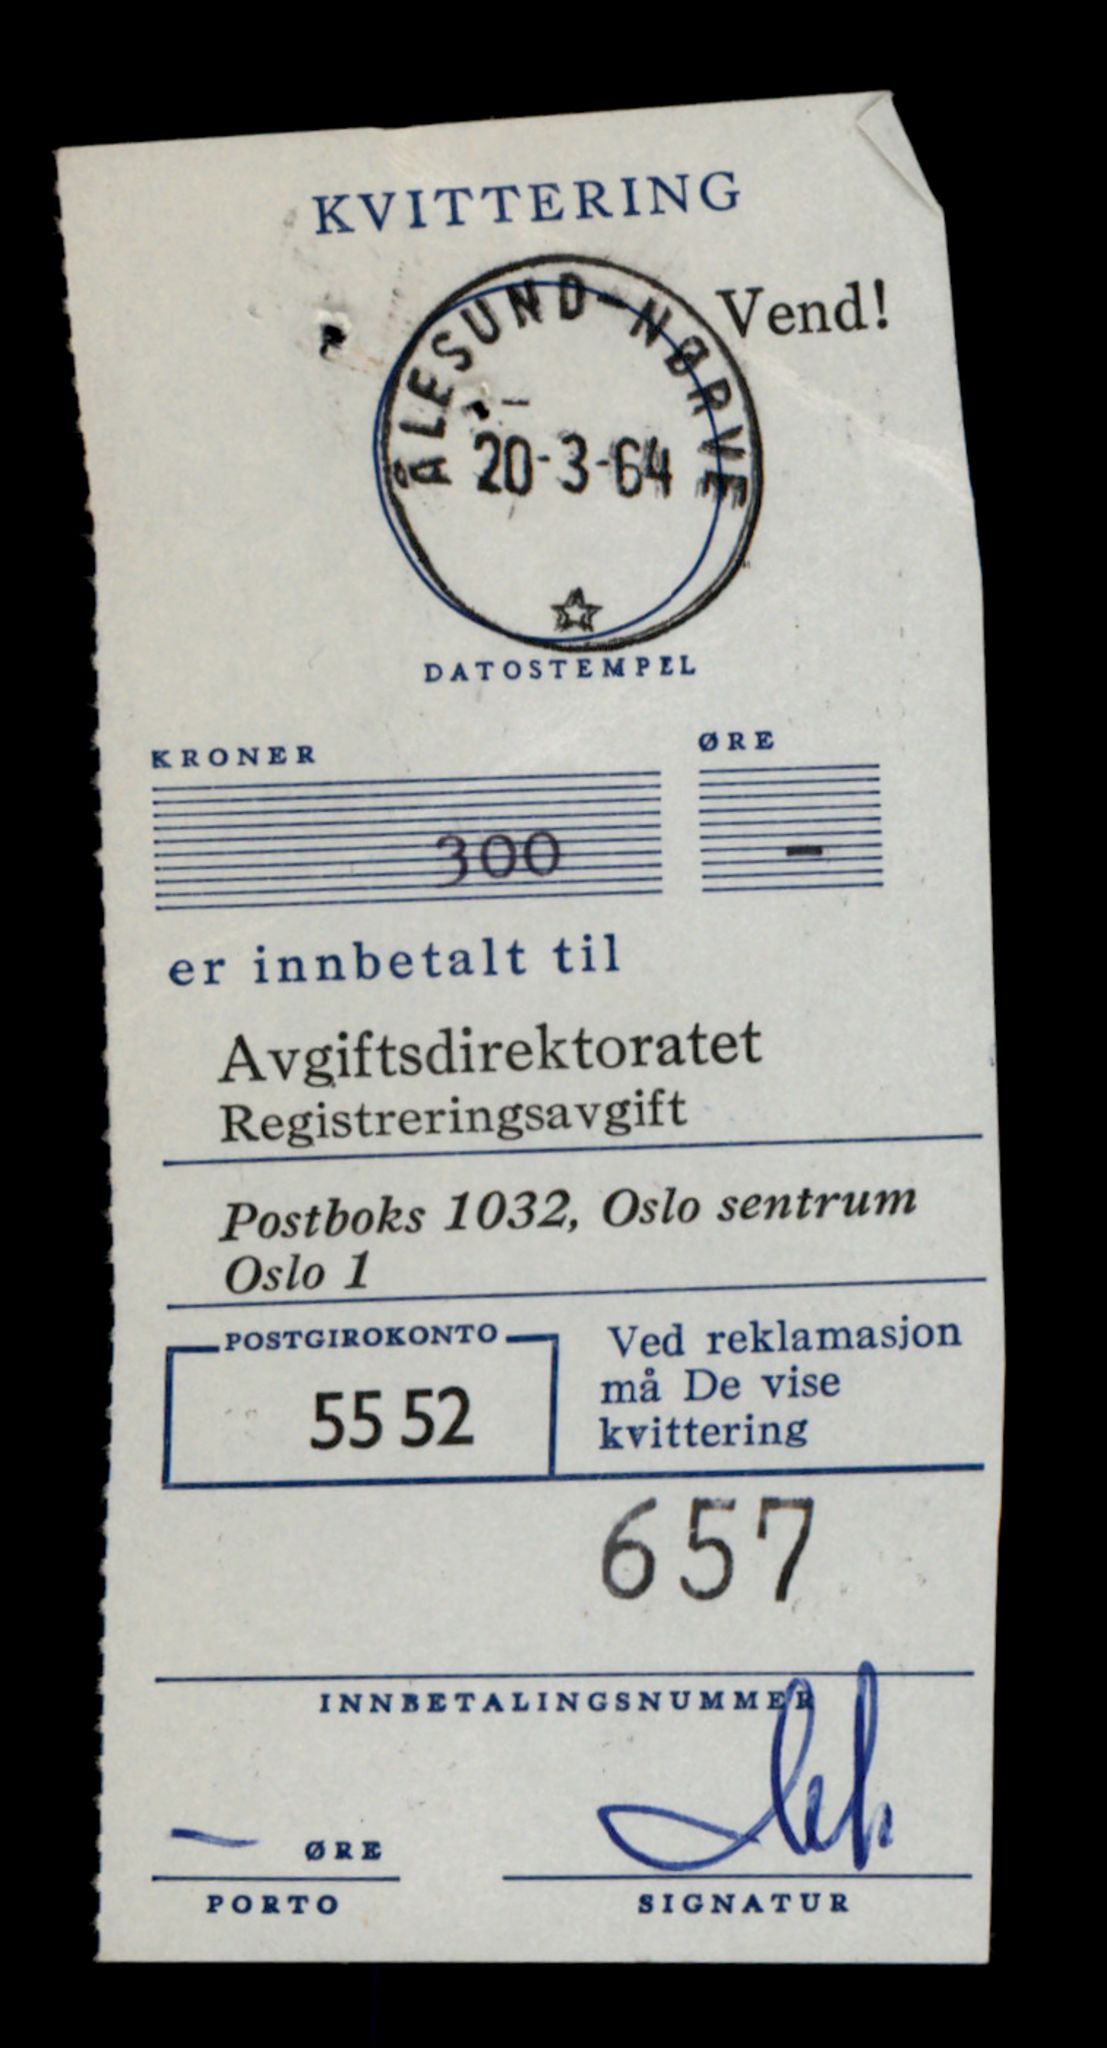 KVITTERING
Vend!
ÅLESUND-NØRVE
20-3-64
DATOSTEMPEL
KRONER
ØRE
300
-
er innbetalt til
Avgiftsdirektoratet
Registreringsavgift
Postboks 1032, Oslo sentrum
Oslo 1
POSTGIROKONTO
55 52
Ved reklamasjon
må De vise
kvittering
657
INNBETALINGSNUMMER
— ØRE
PORTO
SIGNATUR